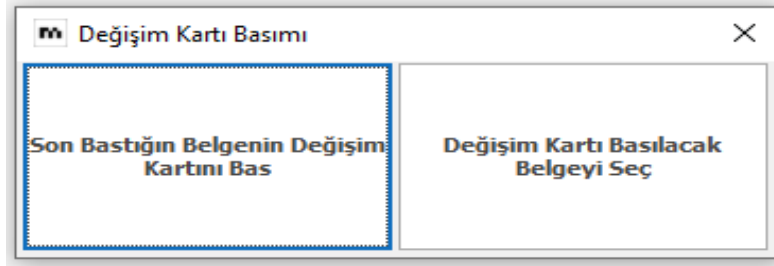 m Değişim Kartı Basımı
Son Bastığın Belgenin Değişim
Kartını Bas
Değişim Kartı Basılacak
Belgeyi Seç